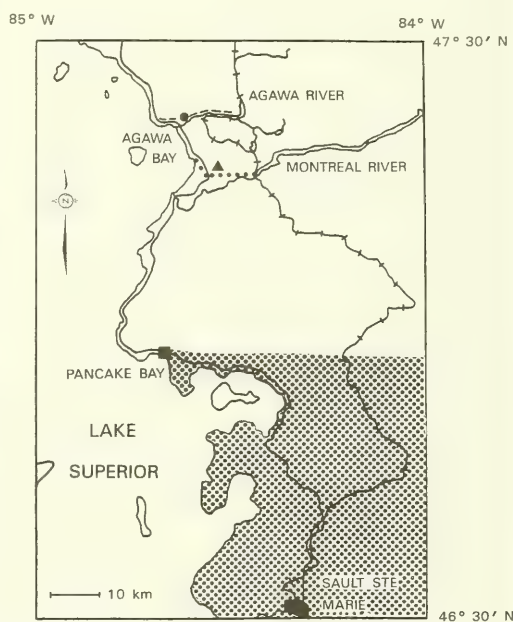 85° W
84° W
47° 30′ N
AGAWA RIVER
AGAWA
BAY
MONTREAL RIVER
N
PANCAKE BAY
LAKE
SUPERIOR
10 km
SAULT STE
MARIE
46° 30′ N